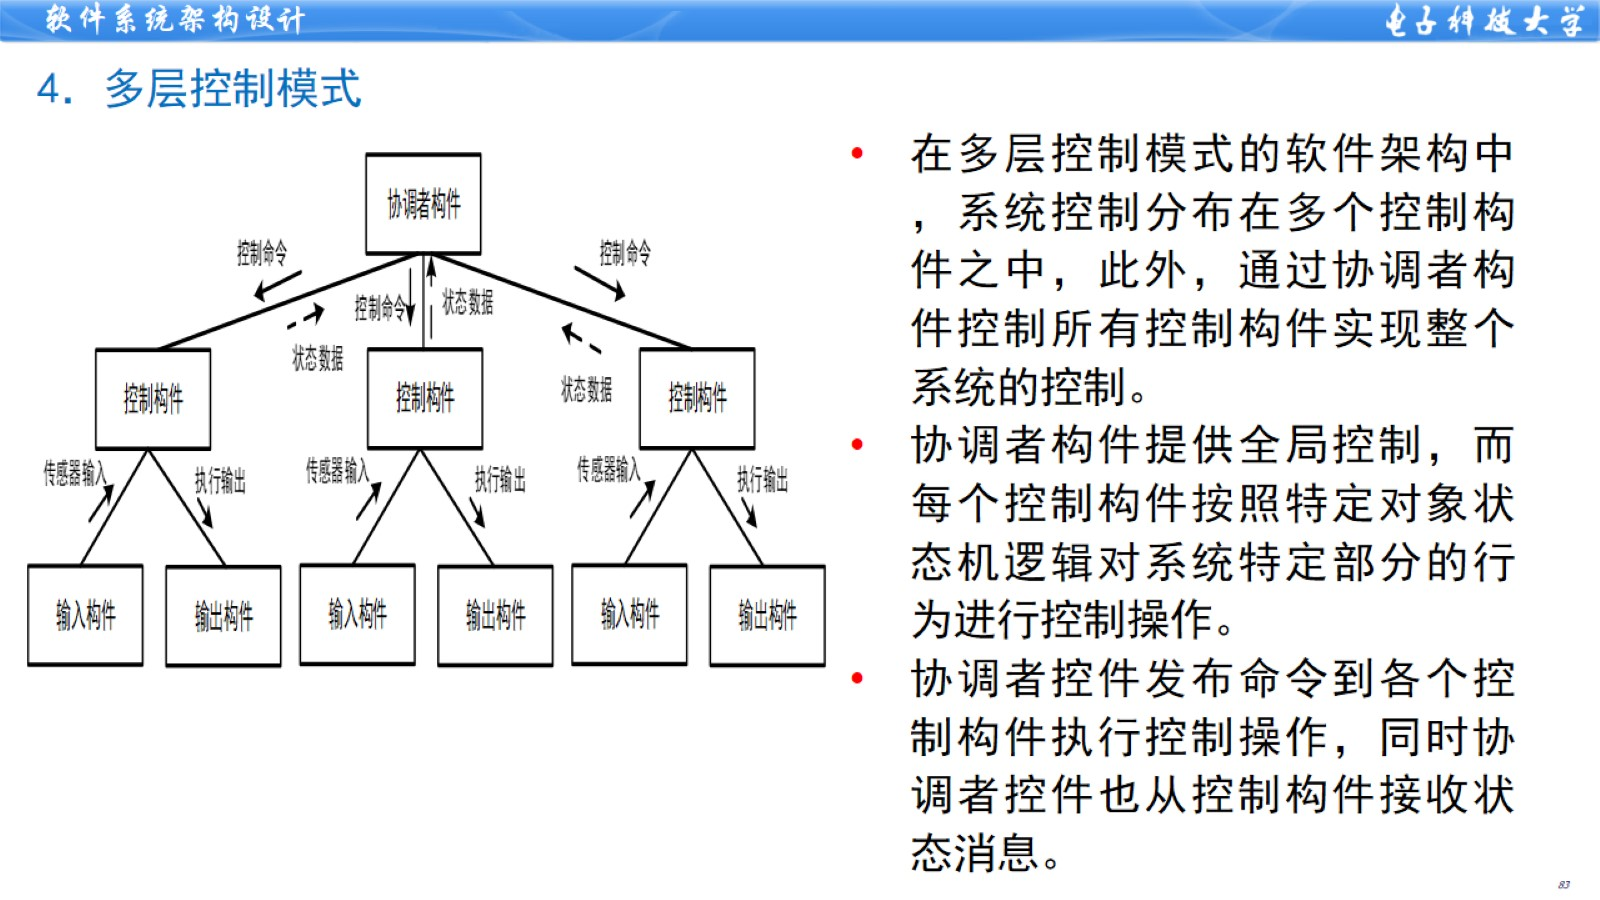 软件系统架构设计
电子科技大学
4. 多层控制模式
协调者构件
控制命令
控制命令
控制命令
状态数据
状态数据
状态数据
控制构件
控制构件
控制构件
传感器输入
执行输出
传感器输入
执行输出
传感器输入
执行输出
输入构件
输出构件
输入构件
输出构件
输入构件
输出构件
• 在多层控制模式的软件架构中
，系统控制分布在多个控制构
件之中，此外，通过协调者构
件控制所有控制构件实现整个
系统的控制。
• 协调者构件提供全局控制，而
每个控制构件按照特定对象状
态机逻辑对系统特定部分的行
为进行控制操作。
• 协调者控件发布命令到各个控
制构件执行控制操作，同时协
调者控件也从控制构件接收状
态消息。
83